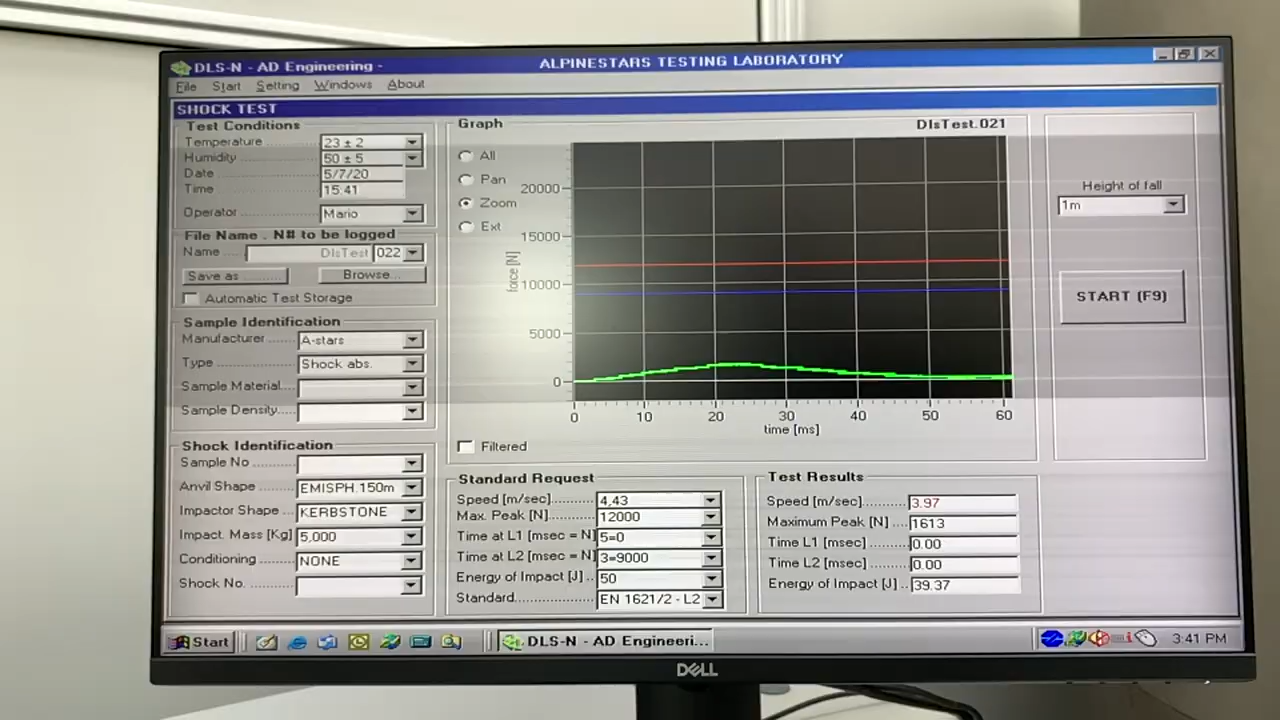 DLS-N - AD Engineering - ALPINESTARS TESTING LABORATORY
File Start Setting Windows About
SHOCK TEST
Test Conditions
Temperature 23 ± 2
Humidity 50 ± 5
Date 5/7/20
Time 15:41
Operator Mario
File Name . N# to be logged
Name DlsTest 022
Save as Browse...
Automatic Test Storage
Sample Identification
Manufacturer A-stars
Type Shock abs.
Sample Material
Sample Density
Shock Identification
Sample No
Anvil Shape EMISPH.150m
Impactor Shape KERBSTONE
Impact. Mass [Kg] 5,000
Conditioning NONE
Shock No.
Graph DlsTest.021
All
Pan
Zoom
Ext
force [N]
20000
15000
10000
5000
0
0 10 20 30 40 50 60
time [ms]
Filtered
Standard Request
Speed [m/sec] 4,43
Max. Peak [N] 12000
Time at L1 [msec = N] 5=0
Time at L2 [msec = N] 3=9000
Energy of Impact [J] 50
Standard EN 1621/2 - L2
Test Results
Speed [m/sec] 3.97
Maximum Peak [N] 1613
Time L1 [msec] 0.00
Time L2 [msec] 0.00
Energy of Impact [J] 39.37
Height of fall
1m
START (F9)
Start DLS-N - AD Engineeri... 3:41 PM
DELL